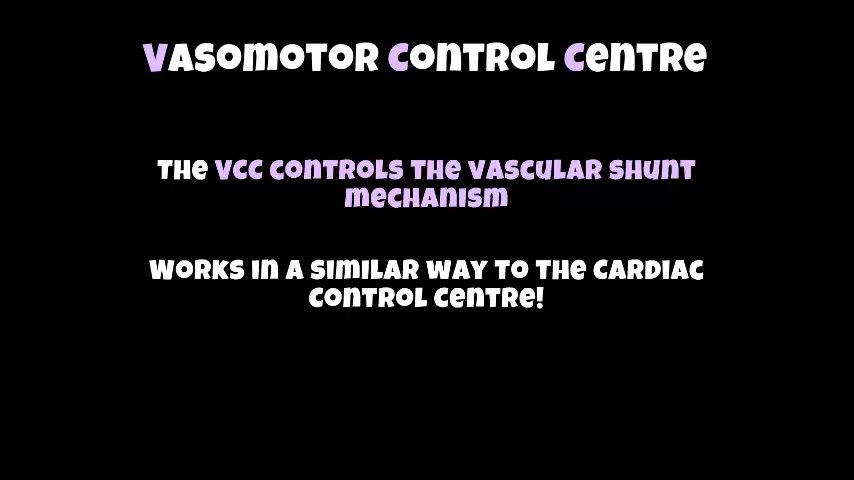 Vasomotor Control Centre
The VCC controls the vascular shunt
mechanism
Works in a similar way to the cardiac
control centre!